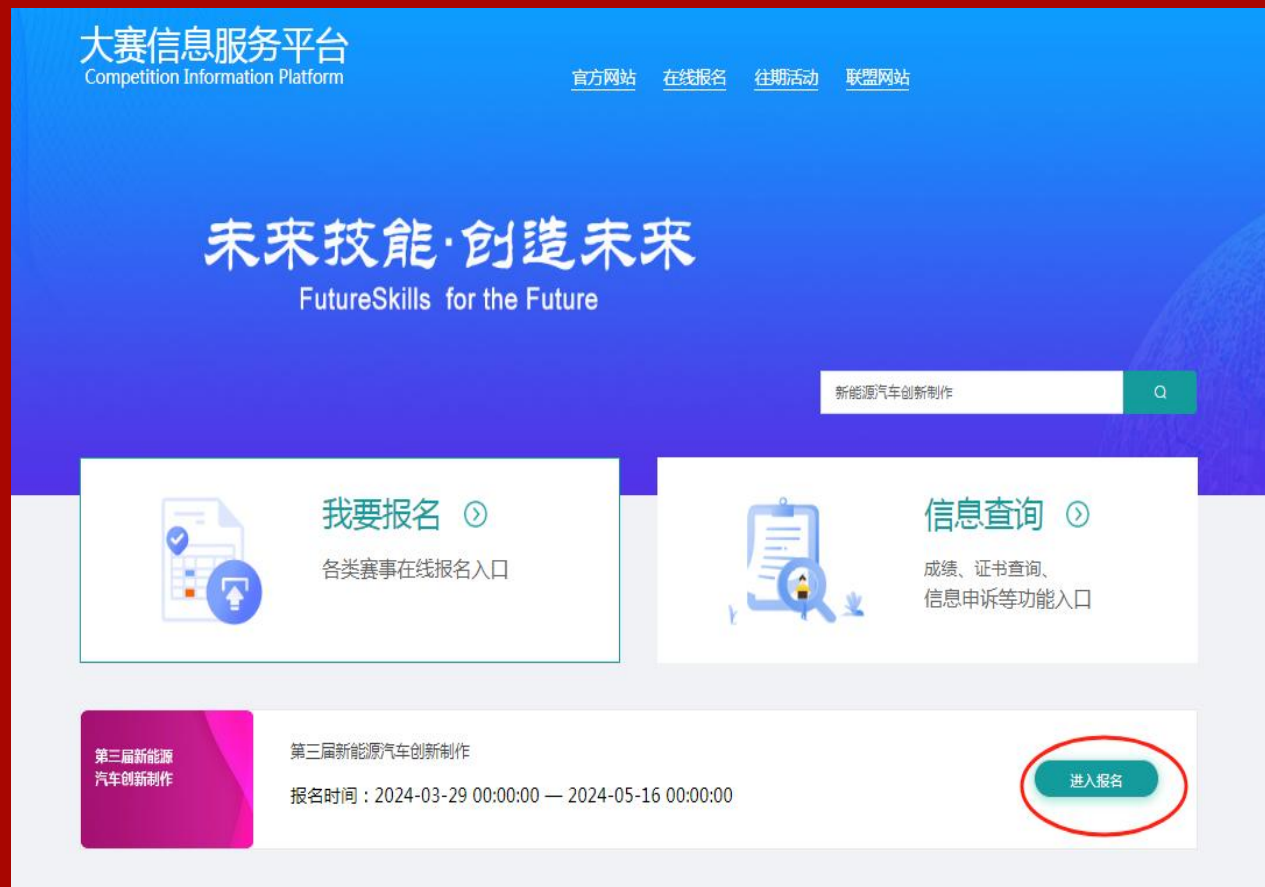 大赛信息服务平台
Competition Information Platform
官方网站 在线报名 往期活动 联盟网站
未来技能·创造未来
FutureSkills for the Future
新能源汽车创新制作
我要报名
各类赛事在线报名入口
信息查询
成绩、证书查询、
信息申诉等功能入口
第三届新能源
汽车创新制作
第三届新能源汽车创新制作
报名时间：2024-03-29 00:00:00 — 2024-05-16 00:00:00
进入报名